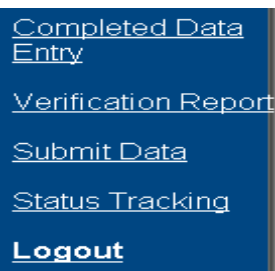 Completed Data
Entry
Verification Report
Submit Data
Status Tracking
Logout